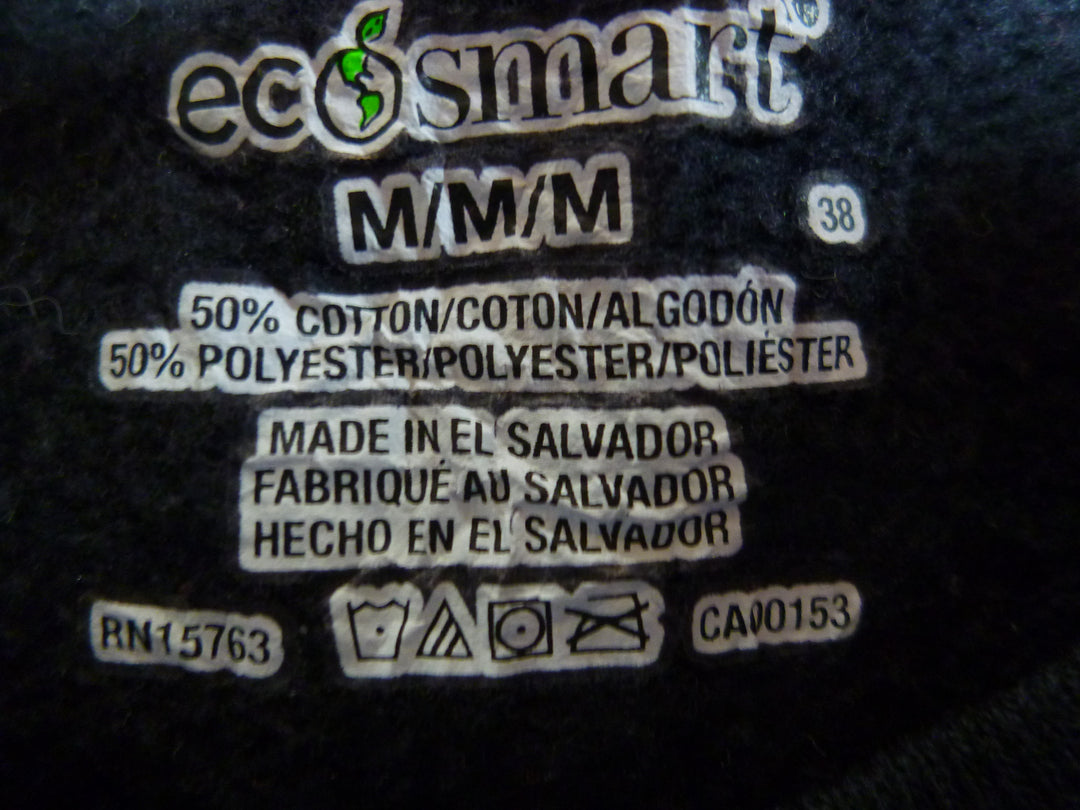 ecosmart®
M/M/M
38
50% COTTON/COTON/ALGODÓN
50% POLYESTER/POLYESTER/POLIÉSTER
MADE IN EL SALVADOR
FABRIQUÉ AU SALVADOR
HECHO EN EL SALVADOR
RN15763 CA00153